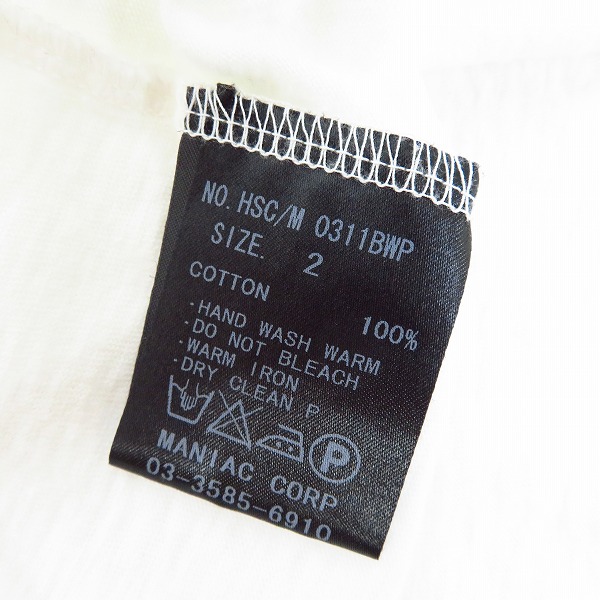 NO. HSC/M 0311BWP
SIZE. 2
COTTON 100%
·HAND WASH WARM
·DO NOT BLEACH
·WARM IRON
·DRY CLEAN P
P
MANIAC CORP
03-3585-6910